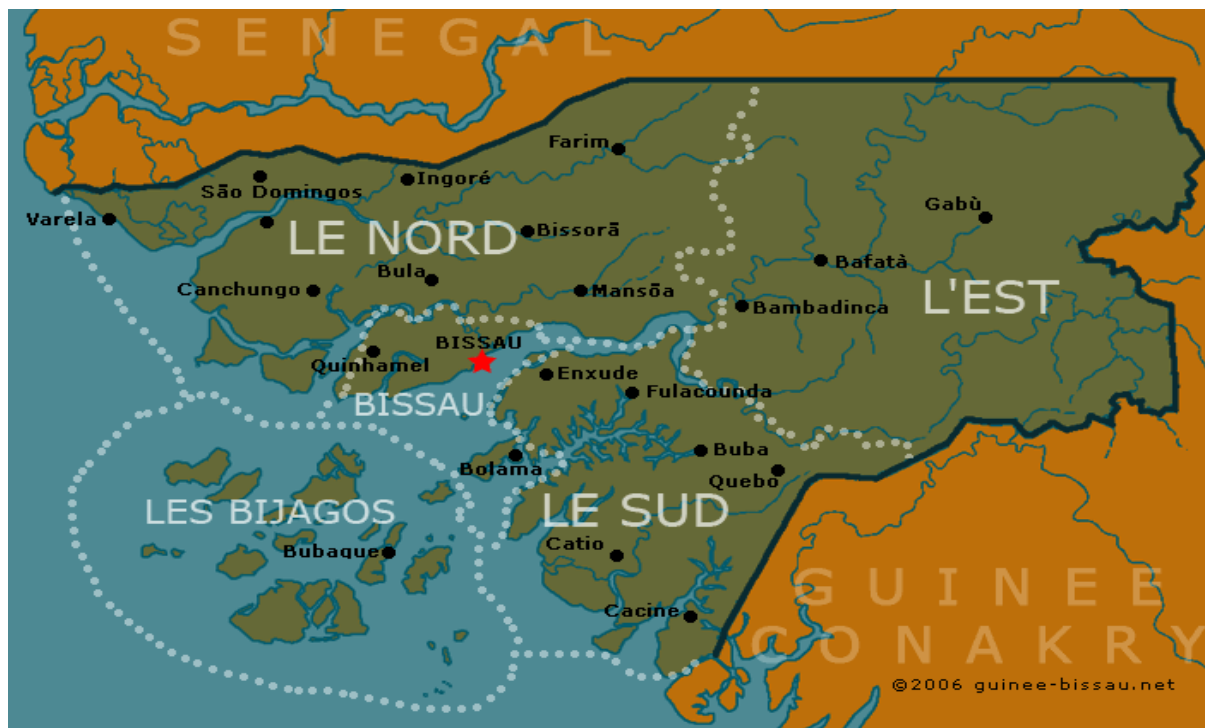 SENEGAL
Farim
Ingoré
São Domingos
Gabù
Varela
LE NORD
Bissorã
Bafatà
Bula
Canchungo
Mansõa
L'EST
Bambadinca
BISSAU
Quinhamel
Enxude
Fulacounda
BISSAU
Buba
Bolama
Quebo
LES BIJAGOS
LE SUD
Catio
Bubaque
GUINEE
Cacine
CONAKRY
©2006 guinee-bissau.net